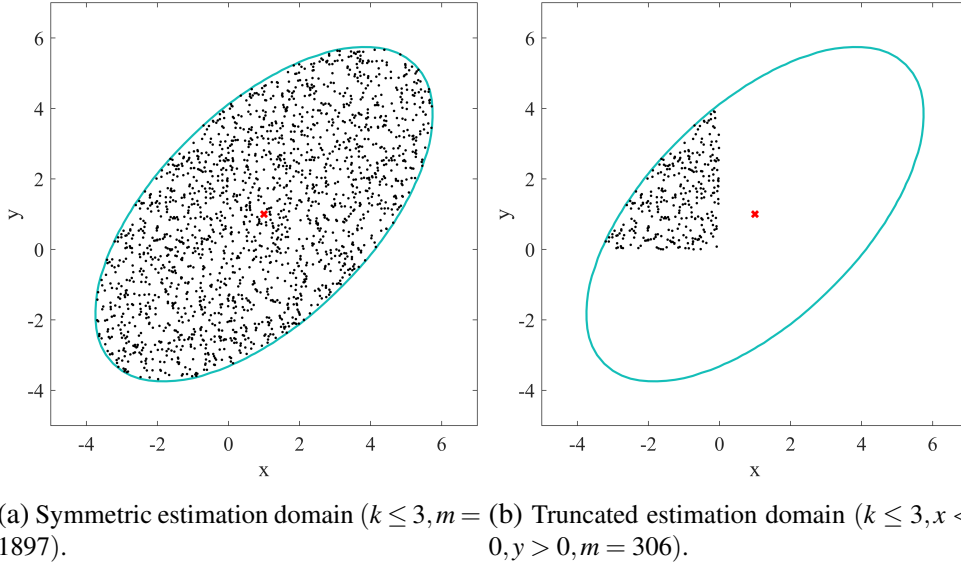 6
4
2
0
-2
-4
y
-4 -2 0 2 4 6
x
6
4
2
0
-2
-4
y
-4 -2 0 2 4 6
x
(a) Symmetric estimation domain (k ≤ 3, m =
1897).
(b) Truncated estimation domain (k ≤ 3, x <
0, y > 0, m = 306).